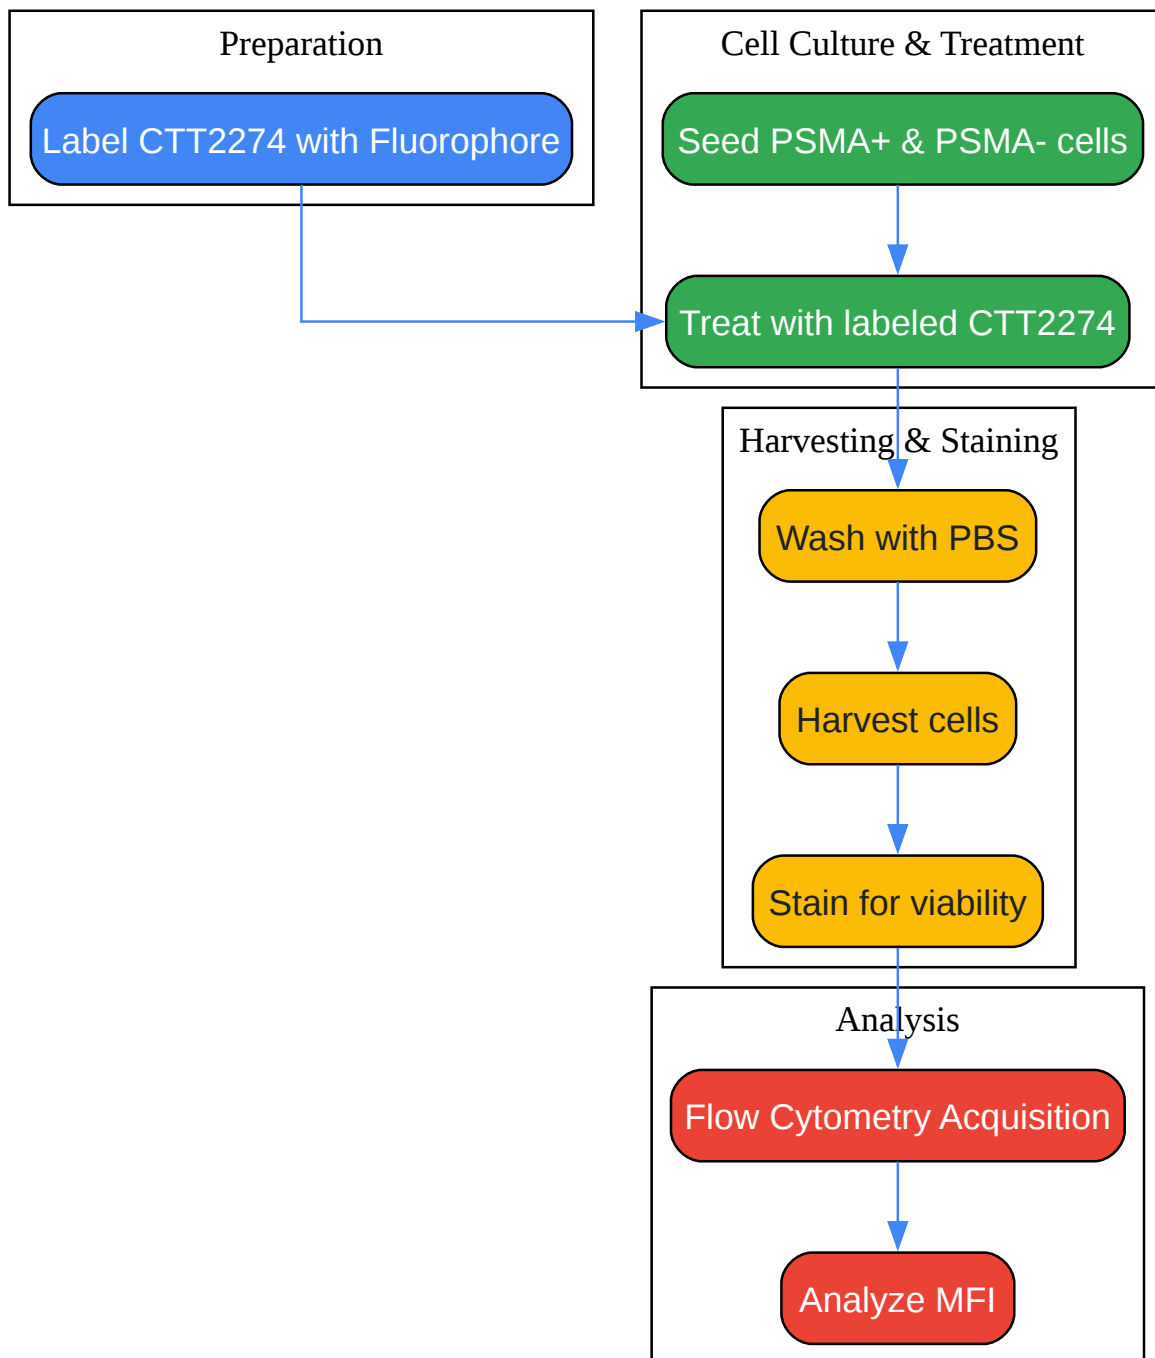 Preparation
Label CTT2274 with Fluorophore
Cell Culture & Treatment
Seed PSMA+ & PSMA- cells
Treat with labeled CTT2274
Harvesting & Staining
Wash with PBS
Harvest cells
Stain for viability
Analysis
Flow Cytometry Acquisition
Analyze MFI